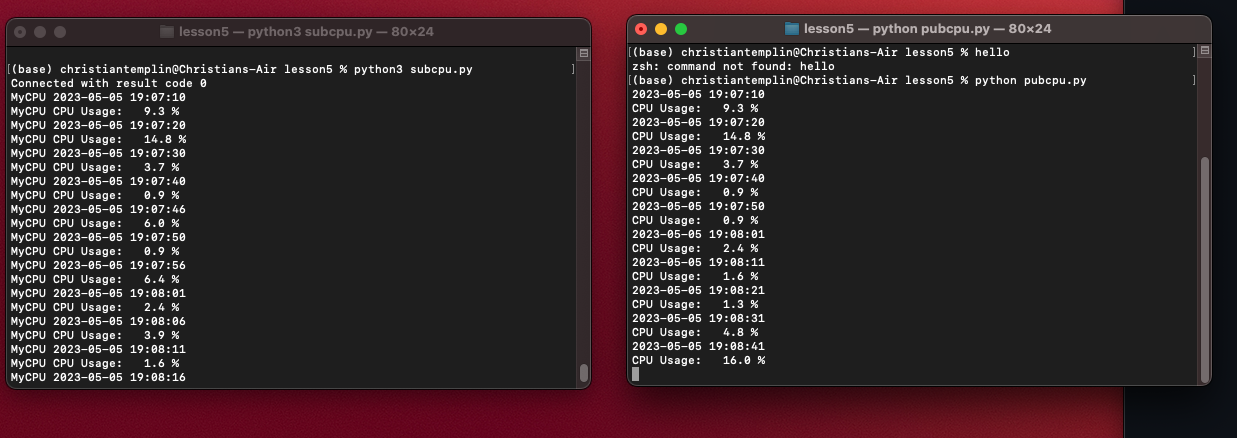 lesson5 — python3 subcpu.py — 80×24
[(base) christiantemplin@Christians-Air lesson5 % python3 subcpu.py ]
Connected with result code 0
MyCPU 2023-05-05 19:07:10
MyCPU CPU Usage:   9.3 %
MyCPU 2023-05-05 19:07:20
MyCPU CPU Usage:   14.8 %
MyCPU 2023-05-05 19:07:30
MyCPU CPU Usage:   3.7 %
MyCPU 2023-05-05 19:07:40
MyCPU CPU Usage:   0.9 %
MyCPU 2023-05-05 19:07:46
MyCPU CPU Usage:   6.0 %
MyCPU 2023-05-05 19:07:50
MyCPU CPU Usage:   0.9 %
MyCPU 2023-05-05 19:07:56
MyCPU CPU Usage:   6.4 %
MyCPU 2023-05-05 19:08:01
MyCPU CPU Usage:   2.4 %
MyCPU 2023-05-05 19:08:06
MyCPU CPU Usage:   3.9 %
MyCPU 2023-05-05 19:08:11
MyCPU CPU Usage:   1.6 %
MyCPU 2023-05-05 19:08:16
lesson5 — python pubcpu.py — 80×24
[(base) christiantemplin@Christians-Air lesson5 % hello ]
zsh: command not found: hello
[(base) christiantemplin@Christians-Air lesson5 % python pubcpu.py ]
2023-05-05 19:07:10
CPU Usage:   9.3 %
2023-05-05 19:07:20
CPU Usage:   14.8 %
2023-05-05 19:07:30
CPU Usage:   3.7 %
2023-05-05 19:07:40
CPU Usage:   0.9 %
2023-05-05 19:07:50
CPU Usage:   0.9 %
2023-05-05 19:08:01
CPU Usage:   2.4 %
2023-05-05 19:08:11
CPU Usage:   1.6 %
2023-05-05 19:08:21
CPU Usage:   1.3 %
2023-05-05 19:08:31
CPU Usage:   4.8 %
2023-05-05 19:08:41
CPU Usage:   16.0 %